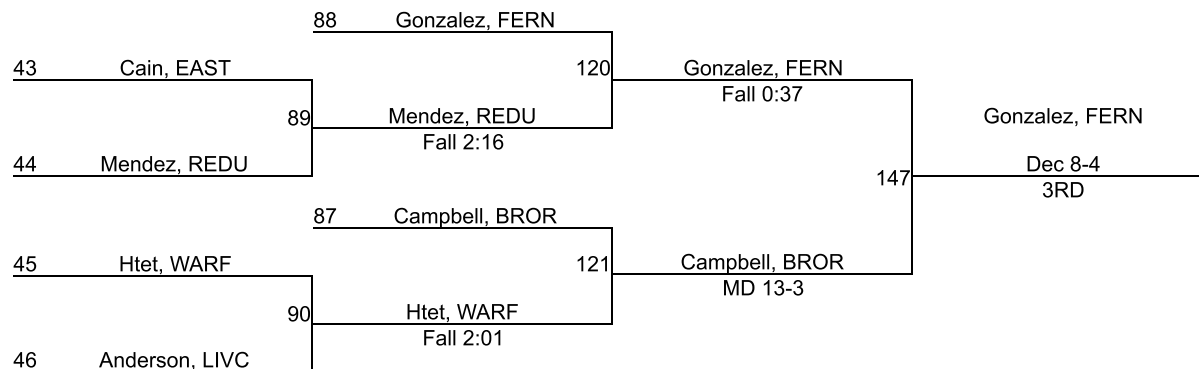 88 Gonzalez, FERN
43 Cain, EAST
120 Gonzalez, FERN
Fall 0:37
89 Mendez, REDU
Fall 2:16
Gonzalez, FERN
44 Mendez, REDU
147 Dec 8-4
3RD
87 Campbell, BROR
45 Htet, WARF
121 Campbell, BROR
MD 13-3
90 Htet, WARF
Fall 2:01
46 Anderson, LIVC